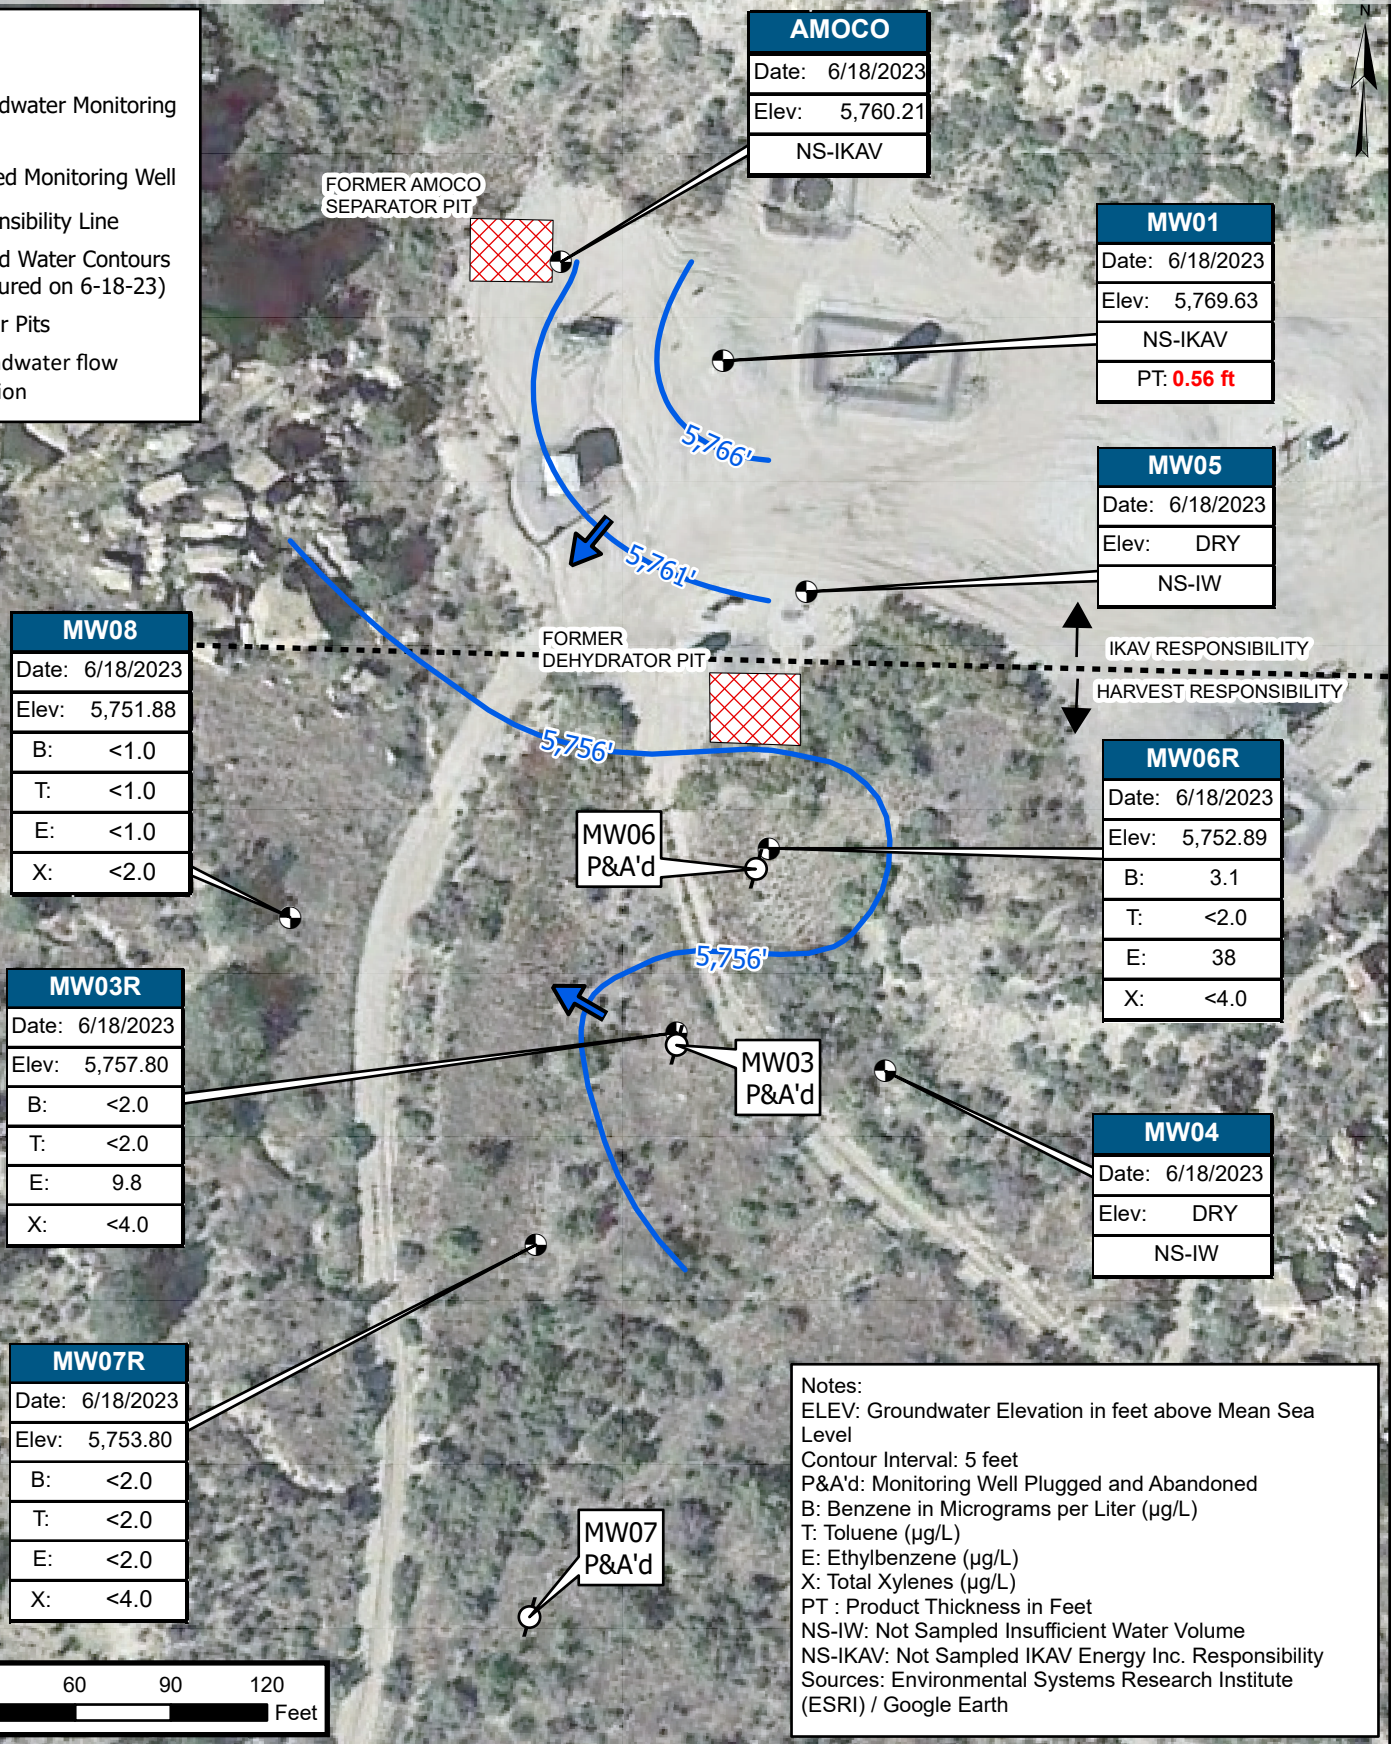 dwater Monitoring
ed Monitoring Well
nsibility Line
d Water Contours
ured on 6-18-23)
r Pits
ndwater flow
ion
N
AMOCO
Date: 6/18/2023
Elev: 5,760.21
NS-IKAV
FORMER AMOCO
SEPARATOR PIT
MW01
Date: 6/18/2023
Elev: 5,769.63
NS-IKAV
PT: 0.56 ft
5,766'
MW05
Date: 6/18/2023
Elev: DRY
NS-IW
5,761'
FORMER
DEHYDRATOR PIT
IKAV RESPONSIBILITY
HARVEST RESPONSIBILITY
MW08
Date: 6/18/2023
Elev: 5,751.88
B: <1.0
T: <1.0
E: <1.0
X: <2.0
5,756'
MW06R
Date: 6/18/2023
Elev: 5,752.89
B: 3.1
T: <2.0
E: 38
X: <4.0
MW06
P&A'd
5,756'
MW03R
Date: 6/18/2023
Elev: 5,757.80
B: <2.0
T: <2.0
E: 9.8
X: <4.0
MW03
P&A'd
MW04
Date: 6/18/2023
Elev: DRY
NS-IW
MW07R
Date: 6/18/2023
Elev: 5,753.80
B: <2.0
T: <2.0
E: <2.0
X: <4.0
MW07
P&A'd
Notes:
ELEV: Groundwater Elevation in feet above Mean Sea
Level
Contour Interval: 5 feet
P&A'd: Monitoring Well Plugged and Abandoned
B: Benzene in Micrograms per Liter (µg/L)
T: Toluene (µg/L)
E: Ethylbenzene (µg/L)
X: Total Xylenes (µg/L)
PT : Product Thickness in Feet
NS-IW: Not Sampled Insufficient Water Volume
NS-IKAV: Not Sampled IKAV Energy Inc. Responsibility
Sources: Environmental Systems Research Institute
(ESRI) / Google Earth
60 90 120
Feet